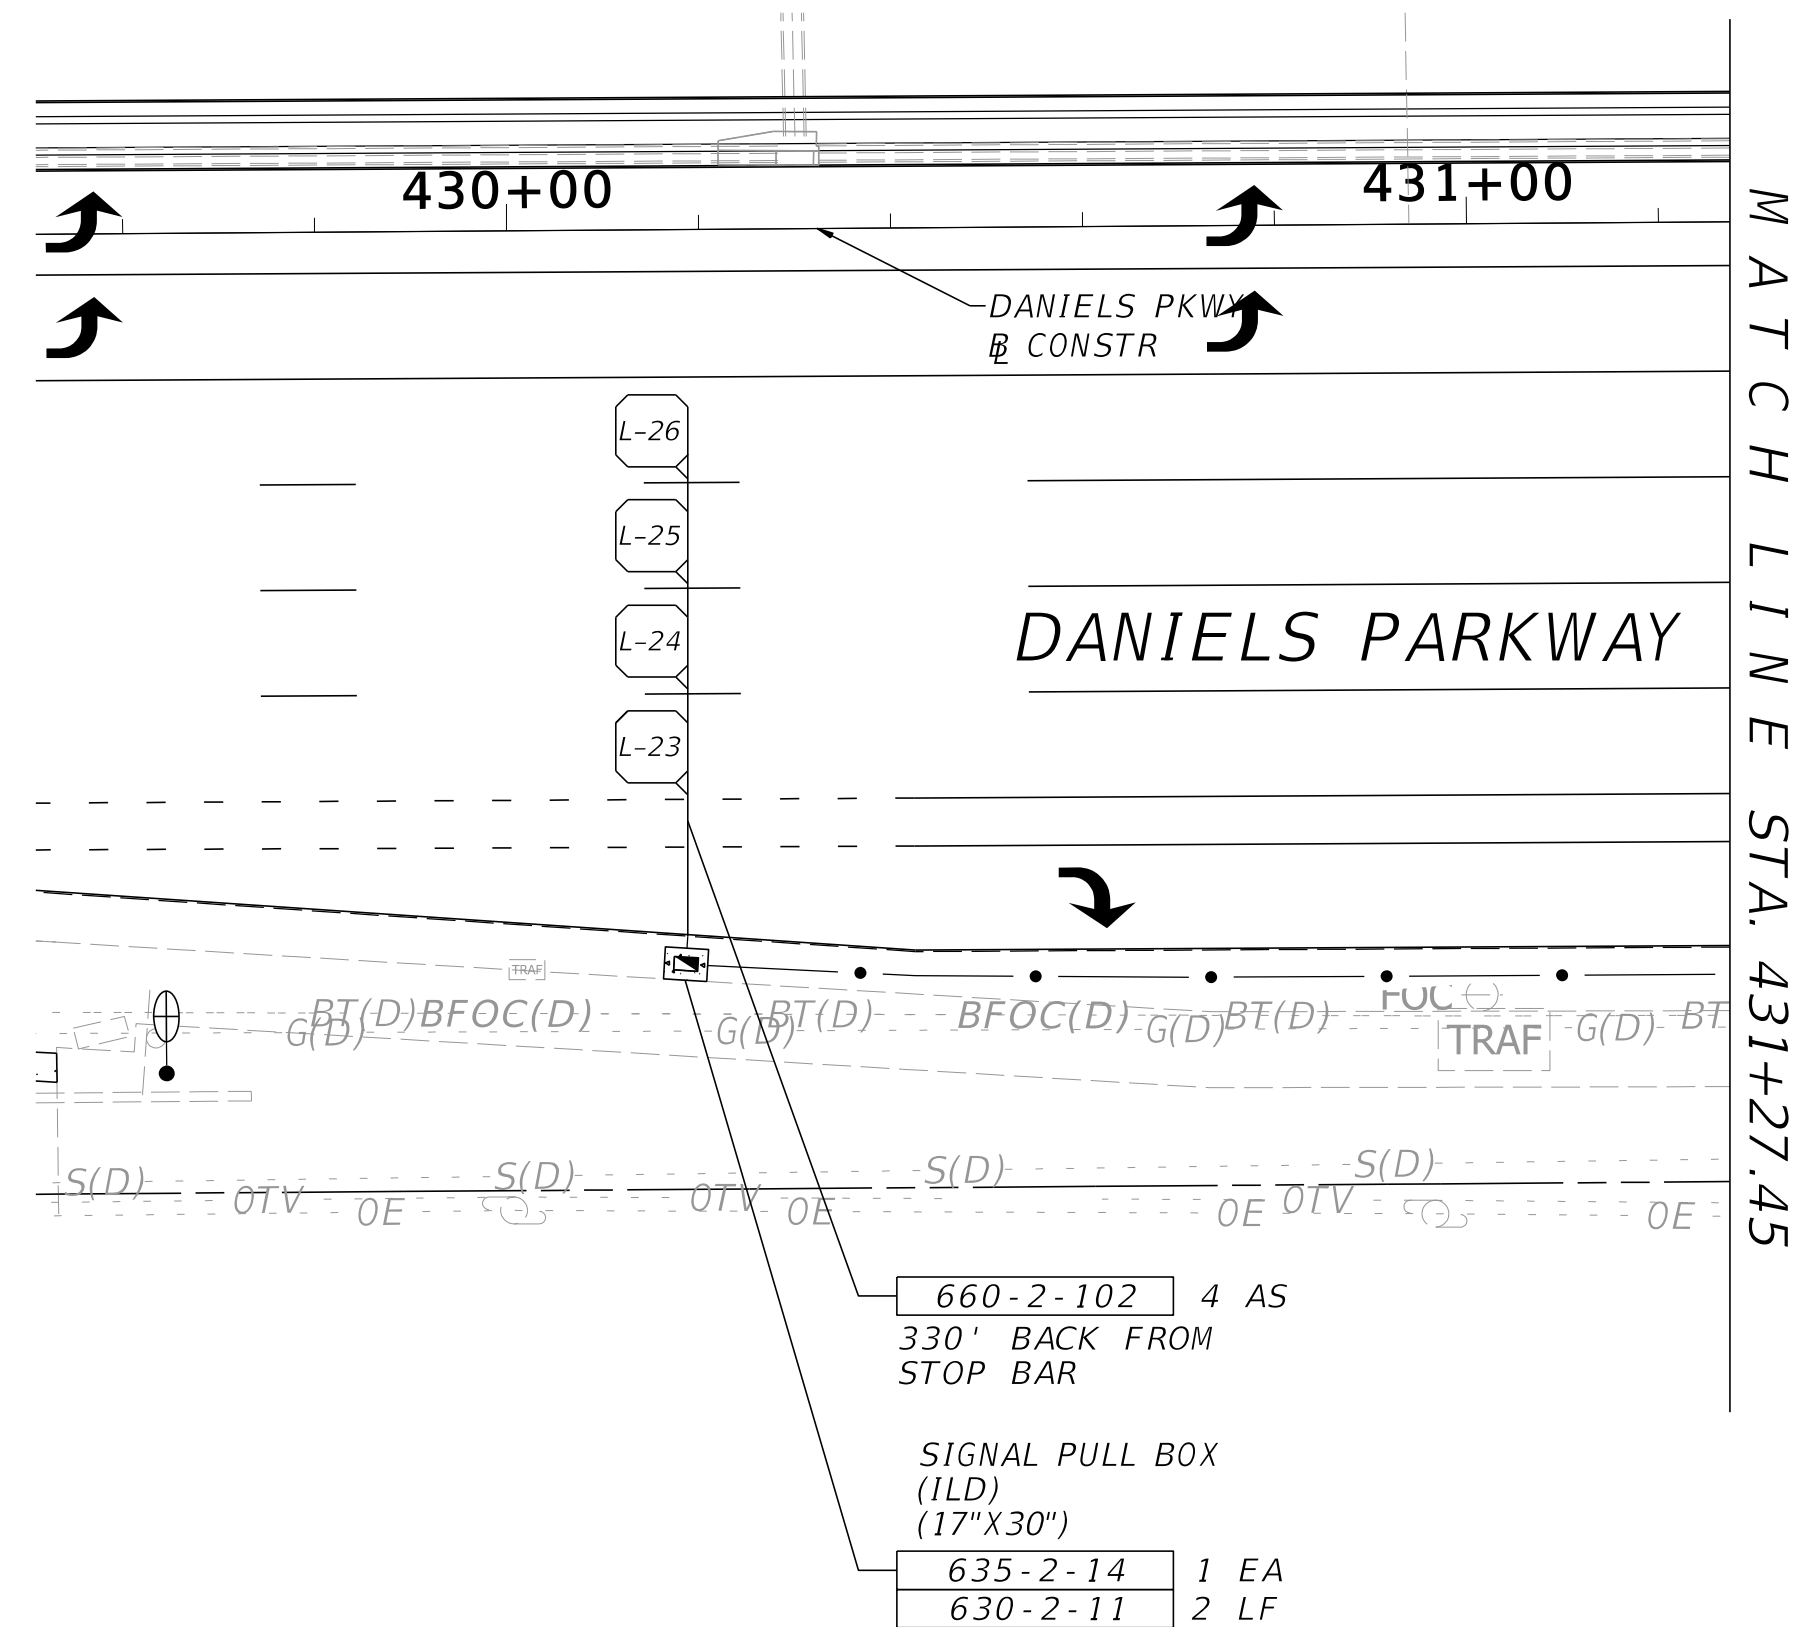 430+00
431+00
DANIELS PKWY
BL CONSTR
L-26
L-25
L-24
DANIELS PARKWAY
L-23
TRAF
BT(D) BFOC(D) BT(D) BFOC(D) BT(D) FOC BT
G(D) G(D) G(D) TRAF G(D)
S(D) S(D) S(D) S(D)
OTV OE OTV OE OE OTV OE
660-2-102 4 AS
330' BACK FROM
STOP BAR
SIGNAL PULL BOX
(ILD)
(17"X30")
635-2-14 1 EA
630-2-11 2 LF
MATCH LINE STA. 431+27.45